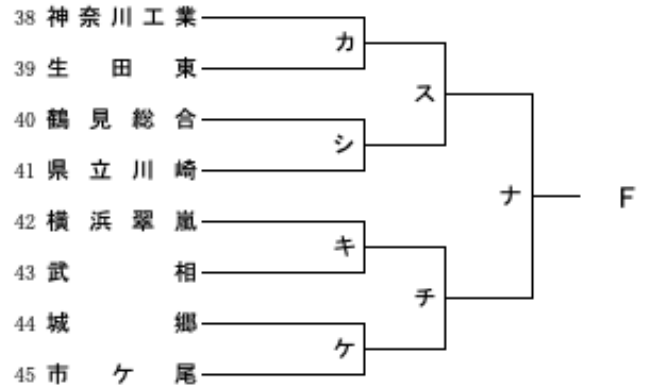 38 神奈川工業
カ
39 生田東
ス
40 鶴見総合
シ
41 県立川崎
ナ F
42 横浜翠嵐
キ
43 武相
チ
44 城郷
ケ
45 市ケ尾